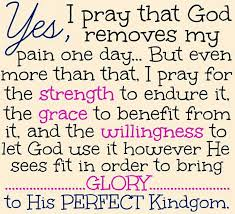 Yes, I pray that God
removes my
pain one day... But even
more than that, I pray for
the strength to endure it,
the grace to benefit from
it, and the willingness to
let God use it however He
sees fit in order to bring
....................GLORY....................
to His PERFECT Kindgom.